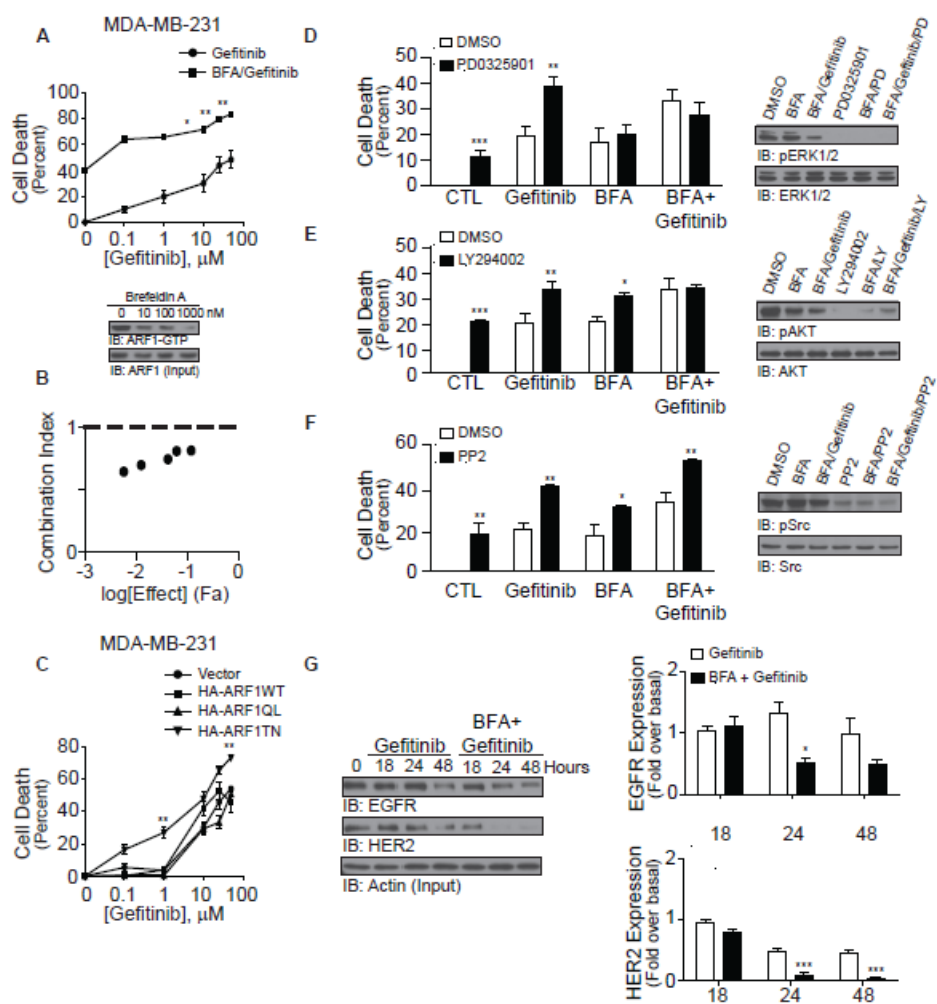 A
MDA-MB-231
Gefitinib
BFA/Gefitinib
Cell Death
(Percent)
100
80
60
40
20
0
* ** **
0 0.1 1 10 100
[Gefitinib], μM
Brefeldin A
0 10 100 1000 nM
IB: ARF1-GTP
IB: ARF1 (Input)
B
Combination Index
1
0
-3 -2 -1 0
log[Effect] (Fa)
C
MDA-MB-231
Vector
HA-ARF1WT
HA-ARF1QL
HA-ARF1TN
Cell Death
(Percent)
80
60
40
20
0
** **
0 0.1 1 10 100
[Gefitinib], μM
D
DMSO
PD0325901
Cell Death
(Percent)
50
40
30
20
10
0
*** **
CTL Gefitinib BFA BFA+
Gefitinib
DMSO
BFA
BFA/Gefitinib
PD0325901
BFA/PD
BFA/Gefitinib/PD
IB: pERK1/2
IB: ERK1/2
E
DMSO
LY294002
Cell Death
(Percent)
50
40
30
20
10
0
*** ** *
CTL Gefitinib BFA BFA+
Gefitinib
DMSO
BFA
BFA/Gefitinib
LY294002
BFA/LY
BFA/Geftinib/LY
IB: pAKT
IB: AKT
F
DMSO
PP2
Cell Death
(Percent)
60
40
20
** ** * **
CTL Gefitinib BFA BFA+
Gefitinib
DMSO
BFA
BFA/Gefitinib
PP2
BFA/PP2
BFA/Gefitinib/PP2
IB: pSrc
IB: Src
G
BFA+
Gefitinib Gefitinib
0 18 24 48 18 24 48 Hours
IB: EGFR
IB: HER2
IB: Actin (Input)
Gefitinib
BFA + Gefitinib
EGFR Expression
(Fold over basal)
2
1
0
*
18 24 48
HER2 Expression
(Fold over basal)
2
1
0
*** ***
18 24 48